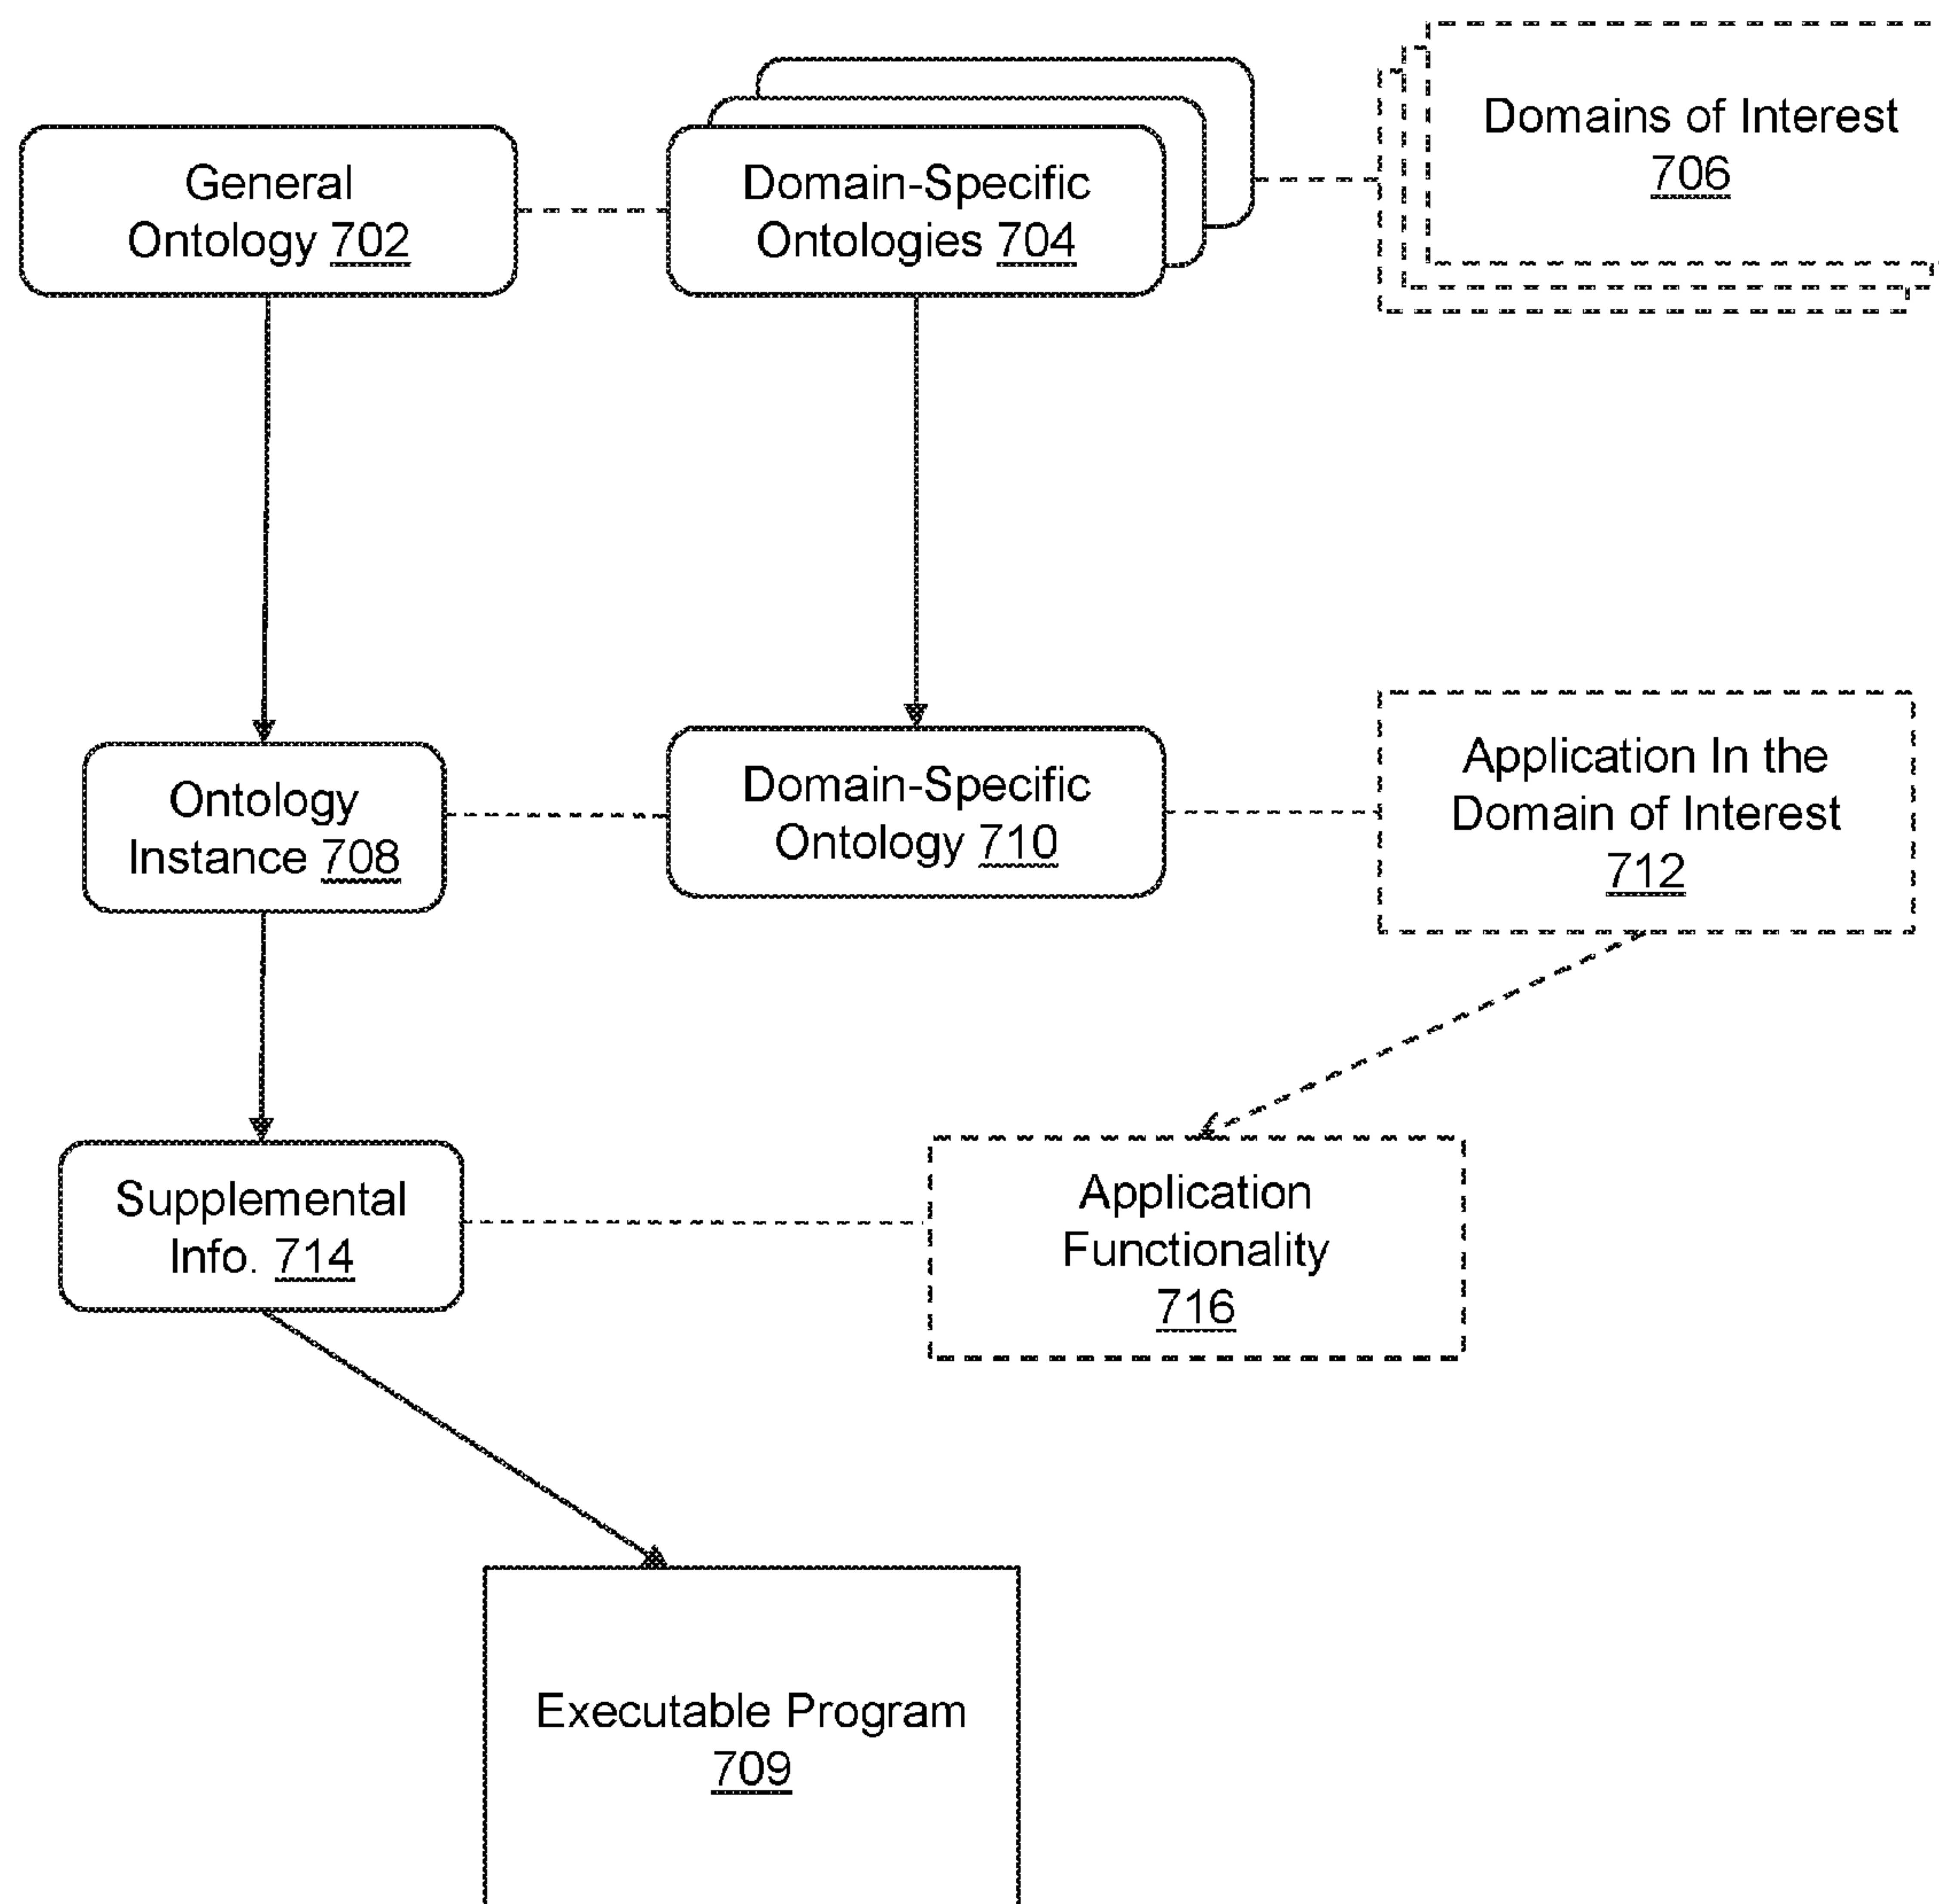 General
Ontology 702
Domain-Specific
Ontologies 704
Domains of Interest
706
Ontology
Instance 708
Domain-Specific
Ontology 710
Application In the
Domain of Interest
712
Supplemental
Info. 714
Application
Functionality
716
Executable Program
709